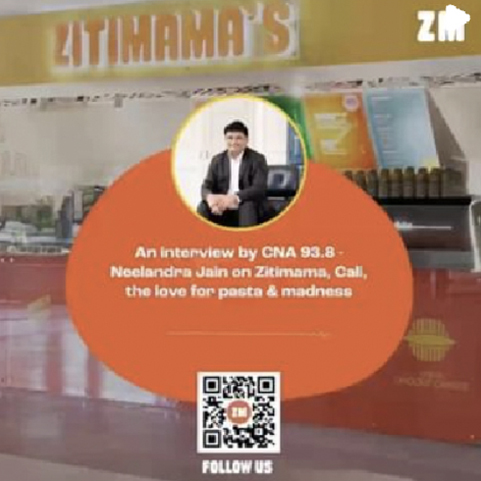 ZITIMAMA'S
ZM
An interview by CNA 93.8 -
Neelandra Jain on Zitimama, Cali,
the love for pasta & madness
ZM
FOLLOW US